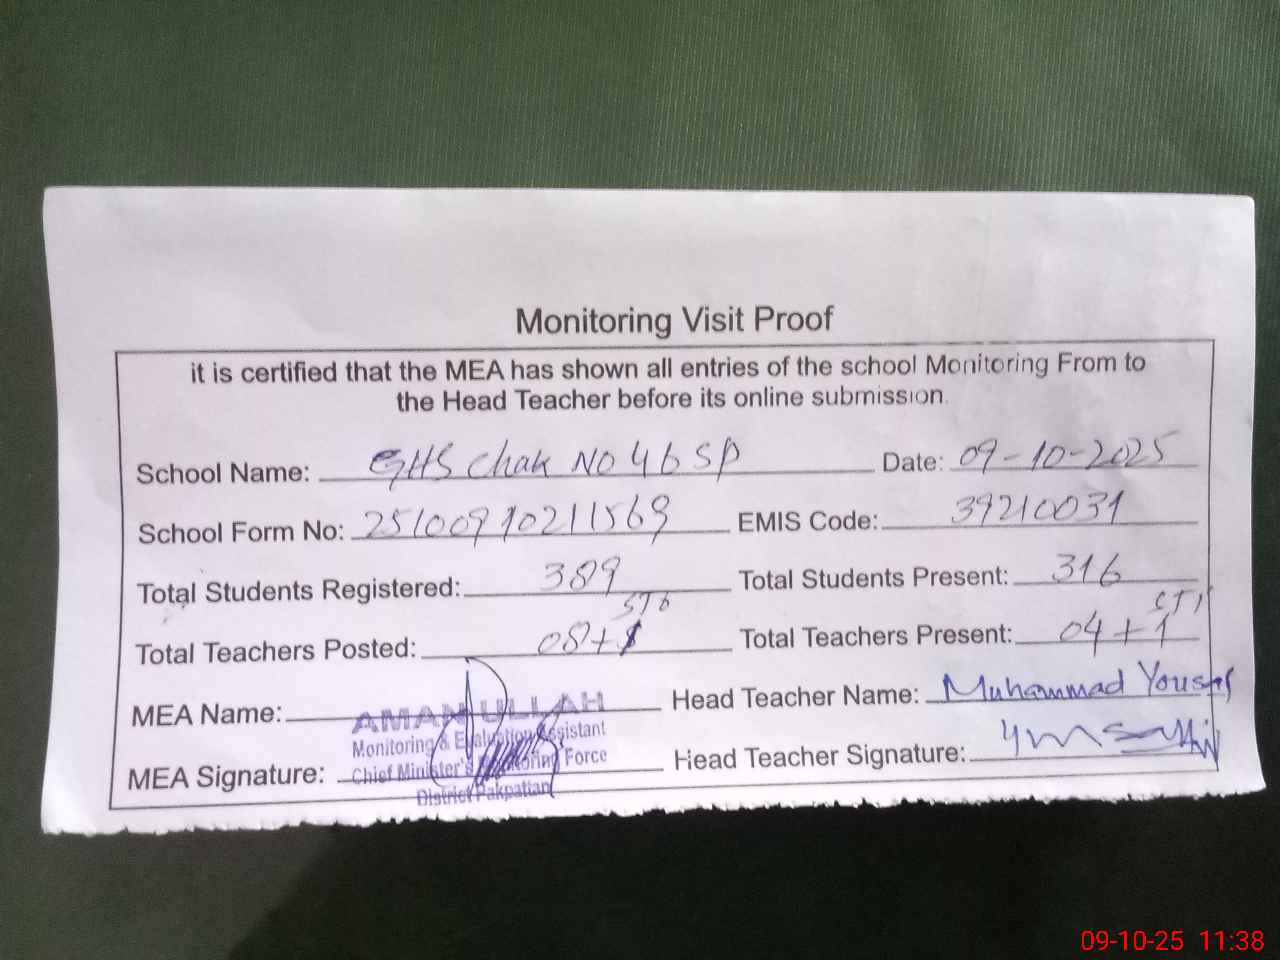 Monitoring Visit Proof
it is certified that the MEA has shown all entries of the school Monitoring From to
the Head Teacher before its online submission.
School Name: GHS Chak No 46 SP Date: 09-10-2025
School Form No: 25100910211569 EMIS Code: 39210031
Total Students Registered: 389 Total Students Present: 316
Total Teachers Posted: 08+ Total Teachers Present: 04+1
MEA Name: AMAN ULLAH Head Teacher Name: Muhammad Yousaf
Monitoring & Evaluation Assistant
MEA Signature: Chief Minister's Monitoring Force Head Teacher Signature:
District Pakpattan
09-10-25 11:38